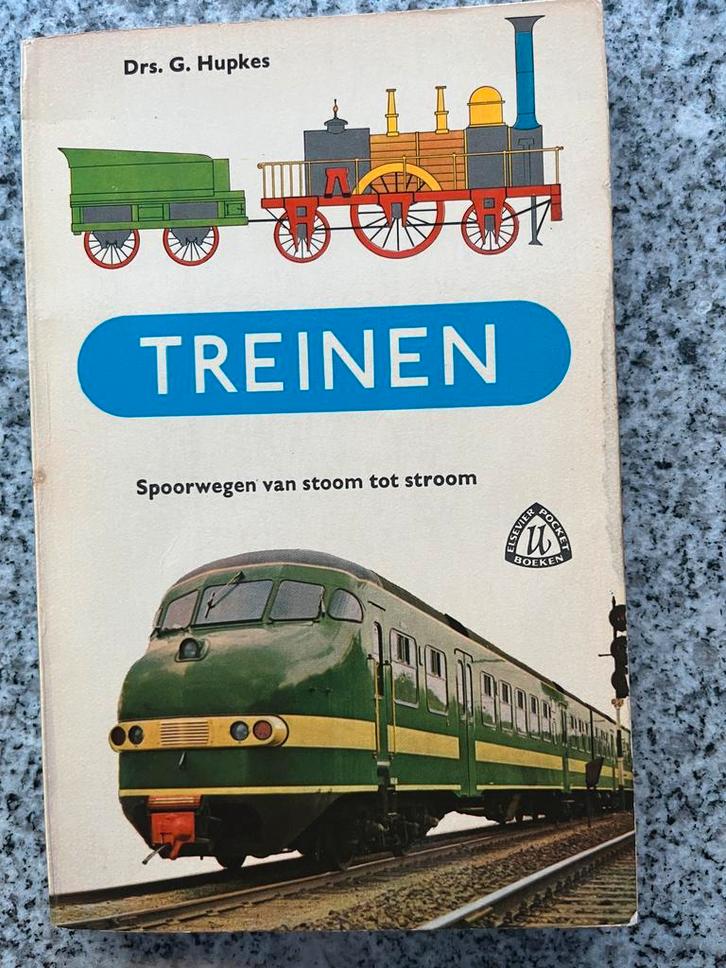 Drs. G. Hupkes
TREINEN
Spoorwegen van stoom tot stroom
ELSEVIER POCKET
BOEKEN
u